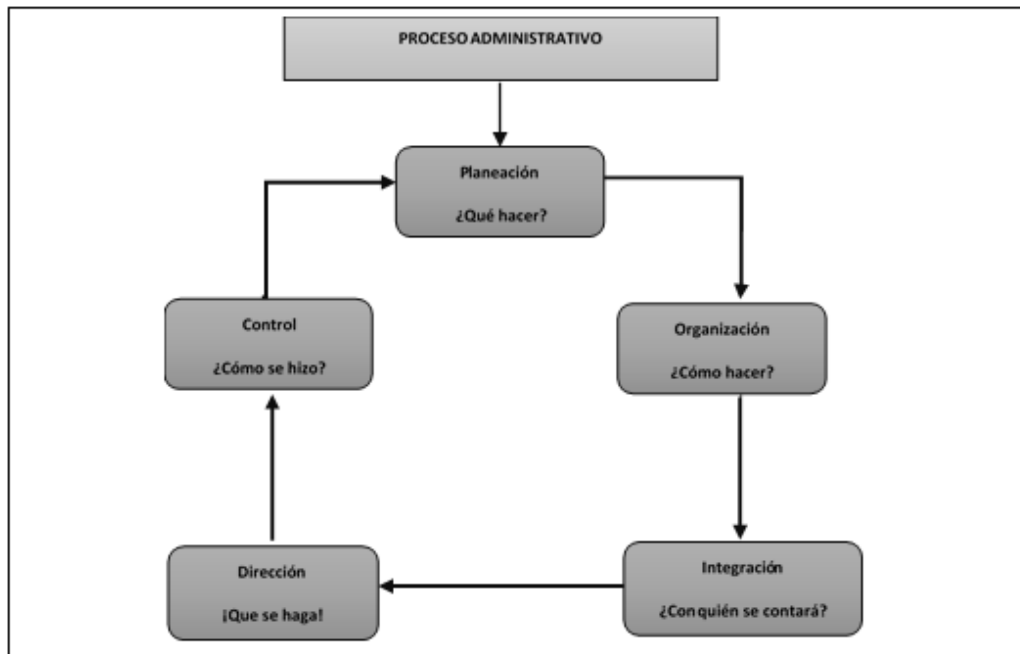 PROCESO ADMINISTRATIVO
Planeación
¿Qué hacer?
Control
¿Cómo se hizo?
Organización
¿Cómo hacer?
Dirección
¡Que se haga!
Integración
¿Con quién se contará?